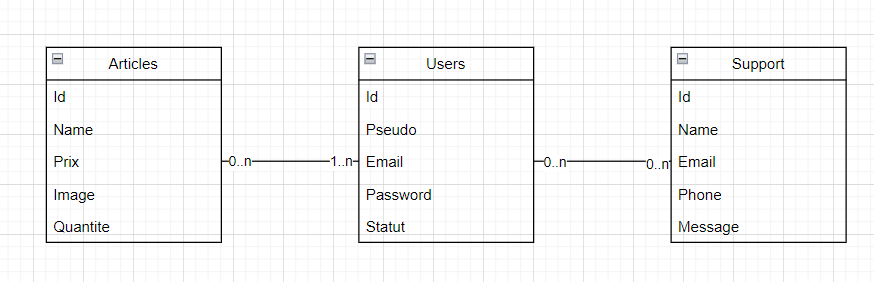 Articles
Id
Name
Prix
Image
Quantite
0..n
1..n
Users
Id
Pseudo
Email
Password
Statut
0..n
0..n
Support
Id
Name
Email
Phone
Message